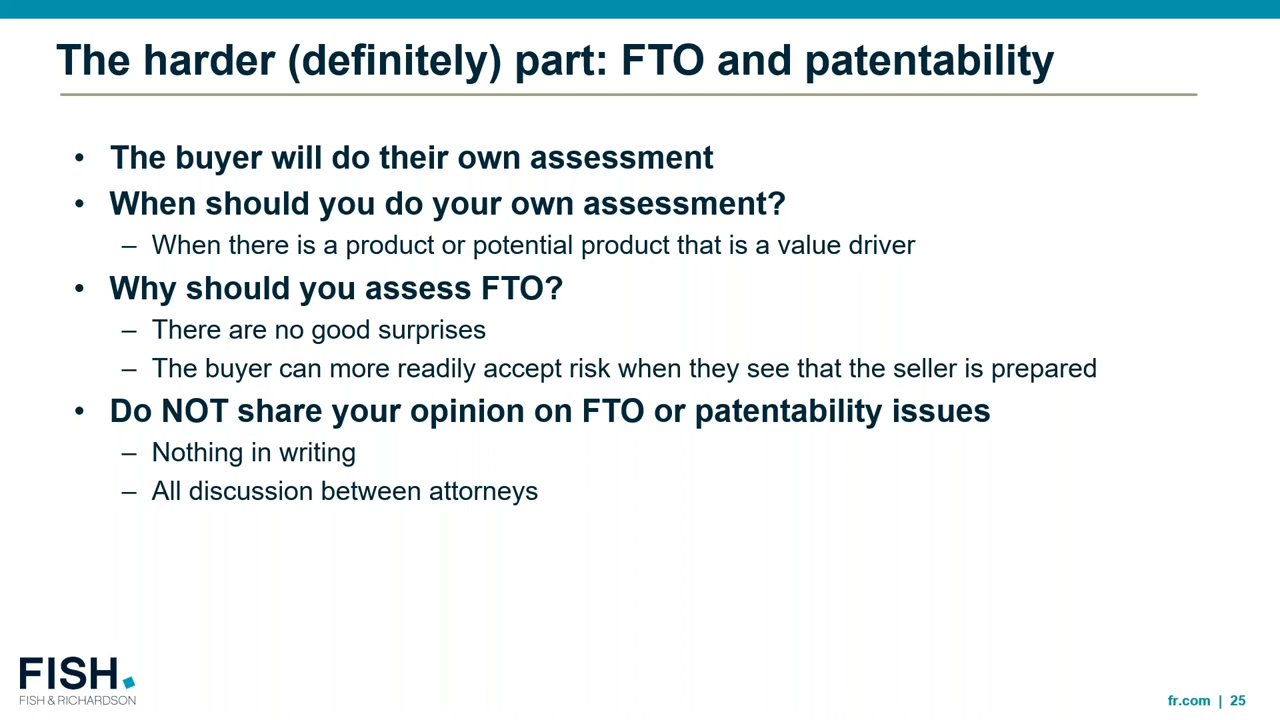 The harder (definitely) part: FTO and patentability
• The buyer will do their own assessment
• When should you do your own assessment?
– When there is a product or potential product that is a value driver
• Why should you assess FTO?
– There are no good surprises
– The buyer can more readily accept risk when they see that the seller is prepared
• Do NOT share your opinion on FTO or patentability issues
– Nothing in writing
– All discussion between attorneys
FISH.
FISH & RICHARDSON
fr.com | 25